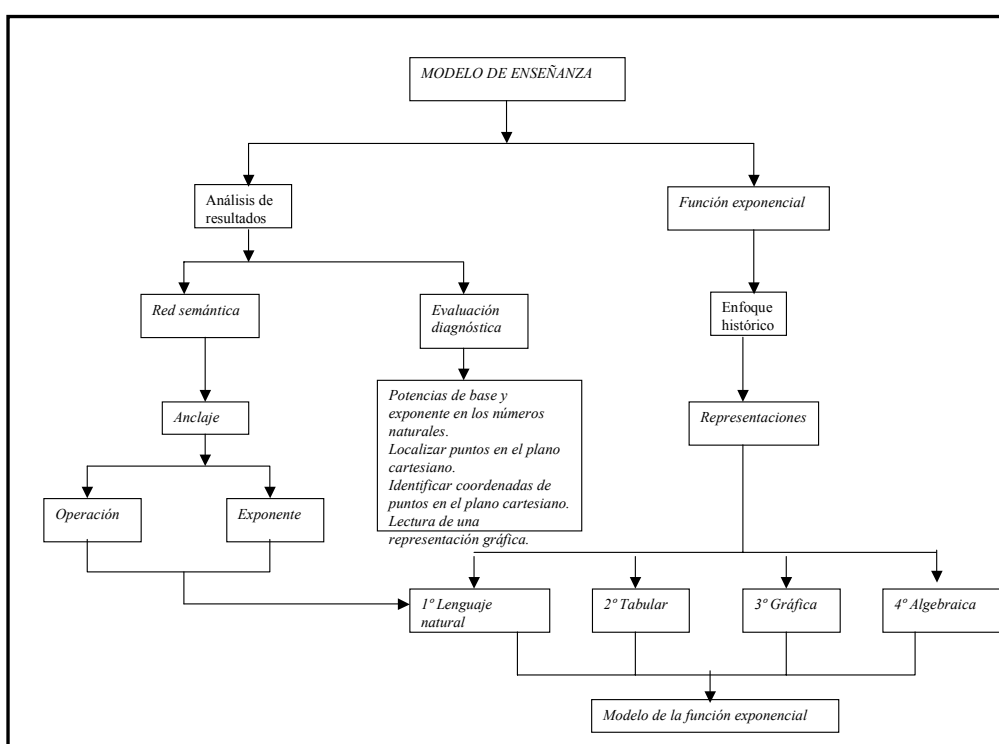 MODELO DE ENSEÑANZA
Análisis de
resultados
Función exponencial
Red semántica
Evaluación
diagnóstica
Enfoque
histórico
Potencias de base y
exponente en los números
naturales.
Localizar puntos en el plano
cartesiano.
Identificar coordenadas de
puntos en el plano cartesiano.
Lectura de una
representación gráfica.
Anclaje
Representaciones
Operación
Exponente
1º Lenguaje
natural
2º Tabular
3º Gráfica
4º Algebraica
Modelo de la función exponencial